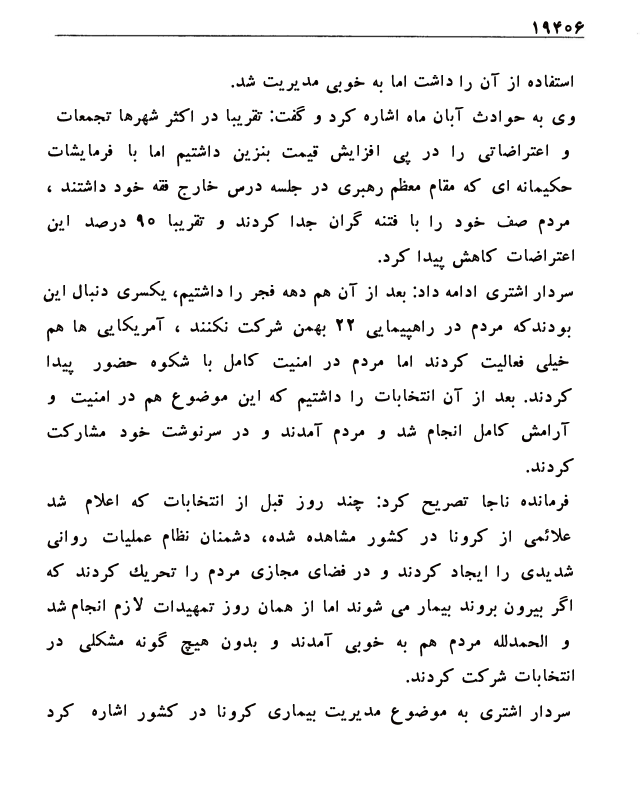 ۱۹۴۰۶
استفاده از آن را داشت اما به خوبی مدیریت شد.
وی به حوادث آبان ماه اشاره کرد و گفت: تقریبا در اکثر شهرها تجمعات
و اعتراضاتی را در پی افزایش قیمت بنزین داشتیم اما با فرمایشات
حکیمانه ای که مقام معظم رهبری در جلسه درس خارج فقه خود داشتند ،
مردم صف خود را با فتنه گران جدا کردند و تقریبا ۹۰ درصد این
اعتراضات کاهش پیدا کرد.
سردار اشتری ادامه داد: بعد از آن هم دهه فجر را داشتیم، یکسری دنبال این
بودندکه مردم در راهپیمایی ۲۲ بهمن شرکت نکنند ، آمریکایی ها هم
خیلی فعالیت کردند اما مردم در امنیت کامل با شکوه حضور پیدا
کردند. بعد از آن انتخابات را داشتیم که این موضوع هم در امنیت و
آرامش کامل انجام شد و مردم آمدند و در سرنوشت خود مشارکت
کردند.
فرمانده ناجا تصریح کرد: چند روز قبل از انتخابات که اعلام شد
علائمی از کرونا در کشور مشاهده شده، دشمنان نظام عملیات روانی
شدیدی را ایجاد کردند و در فضای مجازی مردم را تحریك کردند که
اگر بیرون بروند بیمار می شوند اما از همان روز تمهیدات لازم انجام شد
و الحمدلله مردم هم به خوبی آمدند و بدون هیچ گونه مشکلی در
انتخابات شرکت کردند.
سردار اشتری به موضوع مدیریت بیماری کرونا در کشور اشاره کرد